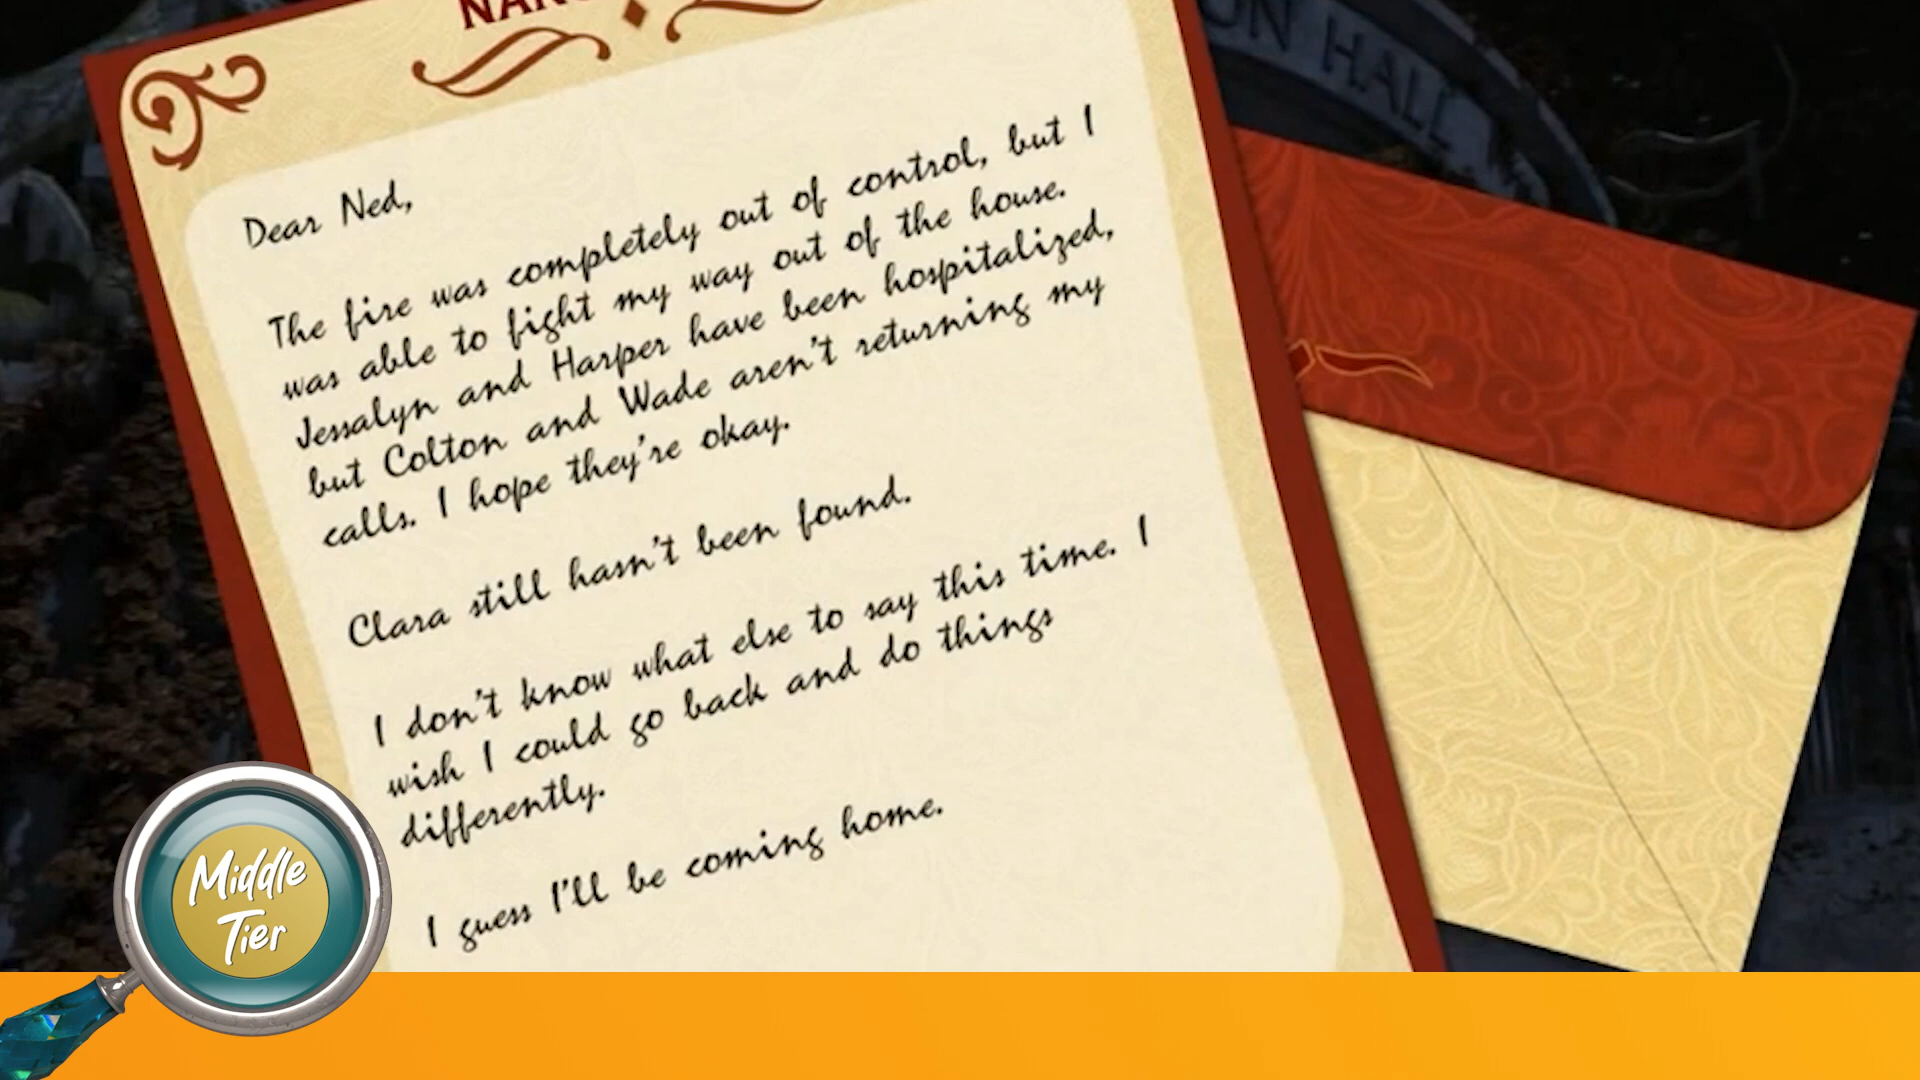 Dear Ned,
The fire was completely out of control, but I
was able to fight my way out of the house.
Jessalyn and Harper have been hospitalized,
but Colton and Wade aren't returning my
calls. I hope they're okay.
Clara still hasn't been found.
I don't know what else to say this time. I
wish I could go back and do things
differently.
I guess I'll be coming home.
HALL
Middle
Tier